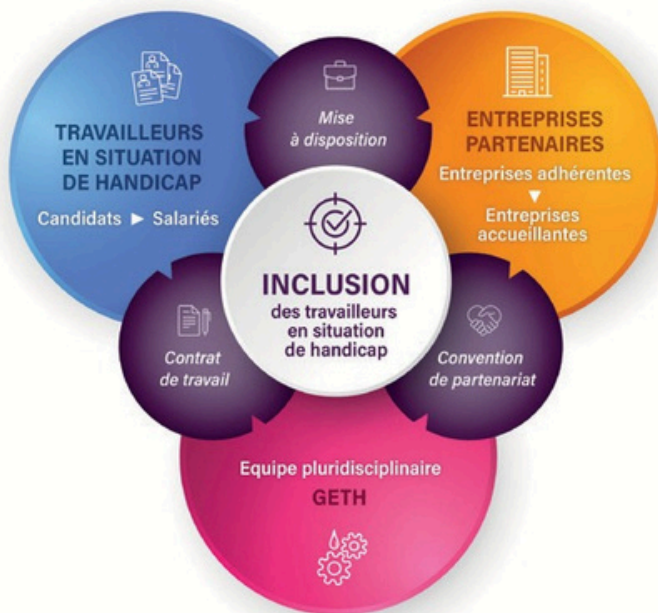 TRAVAILLEURS
EN SITUATION
DE HANDICAP
Candidats ► Salariés
Mise
à disposition
ENTREPRISES
PARTENAIRES
Entreprises adhérentes
▼
Entreprises
accueillantes
INCLUSION
des travailleurs
en situation
de handicap
Contrat
de travail
Convention
de partenariat
Equipe pluridisciplinaire
GETH